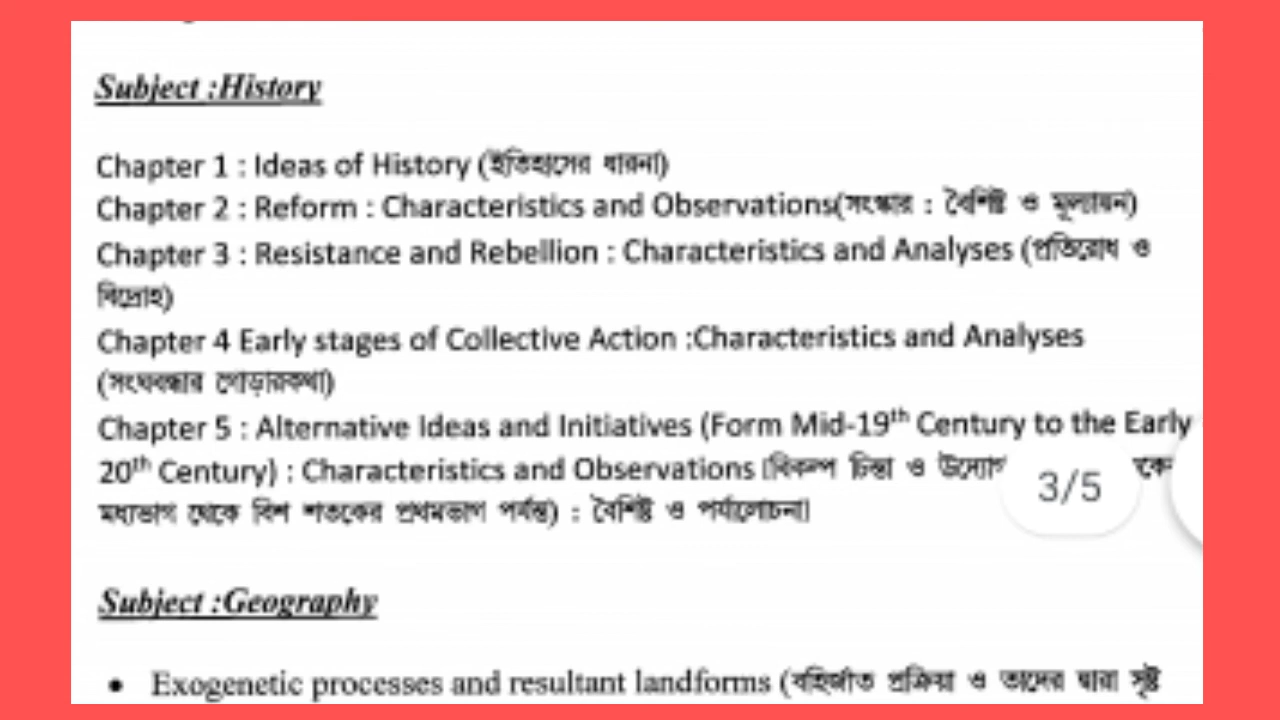 Subject :History
Chapter 1 : Ideas of History (ইতিহাসের ধারনা)
Chapter 2 : Reform : Characteristics and Observations(সংস্কার : বৈশিষ্ট ও মূল্যায়ন)
Chapter 3 : Resistance and Rebellion : Characteristics and Analyses (প্রতিরোধ ও
বিদ্রোহ)
Chapter 4 Early stages of Collective Action :Characteristics and Analyses
(সংঘবদ্ধতার গোড়ারকথা)
Chapter 5 : Alternative Ideas and Initiatives (Form Mid-19th Century to the Early
20th Century) : Characteristics and Observations (বিকল্প চিন্তা ও
3/5
মধ্যভাগ থেকে বিশ শতকের প্রথমভাগ পর্যন্ত) : বৈশিষ্ট ও পর্যালোচনা)
Subject :Geography
• Exogenetic processes and resultant landforms (বহির্জাত প্রক্রিয়া ও তাদের দ্বারা সৃষ্ট